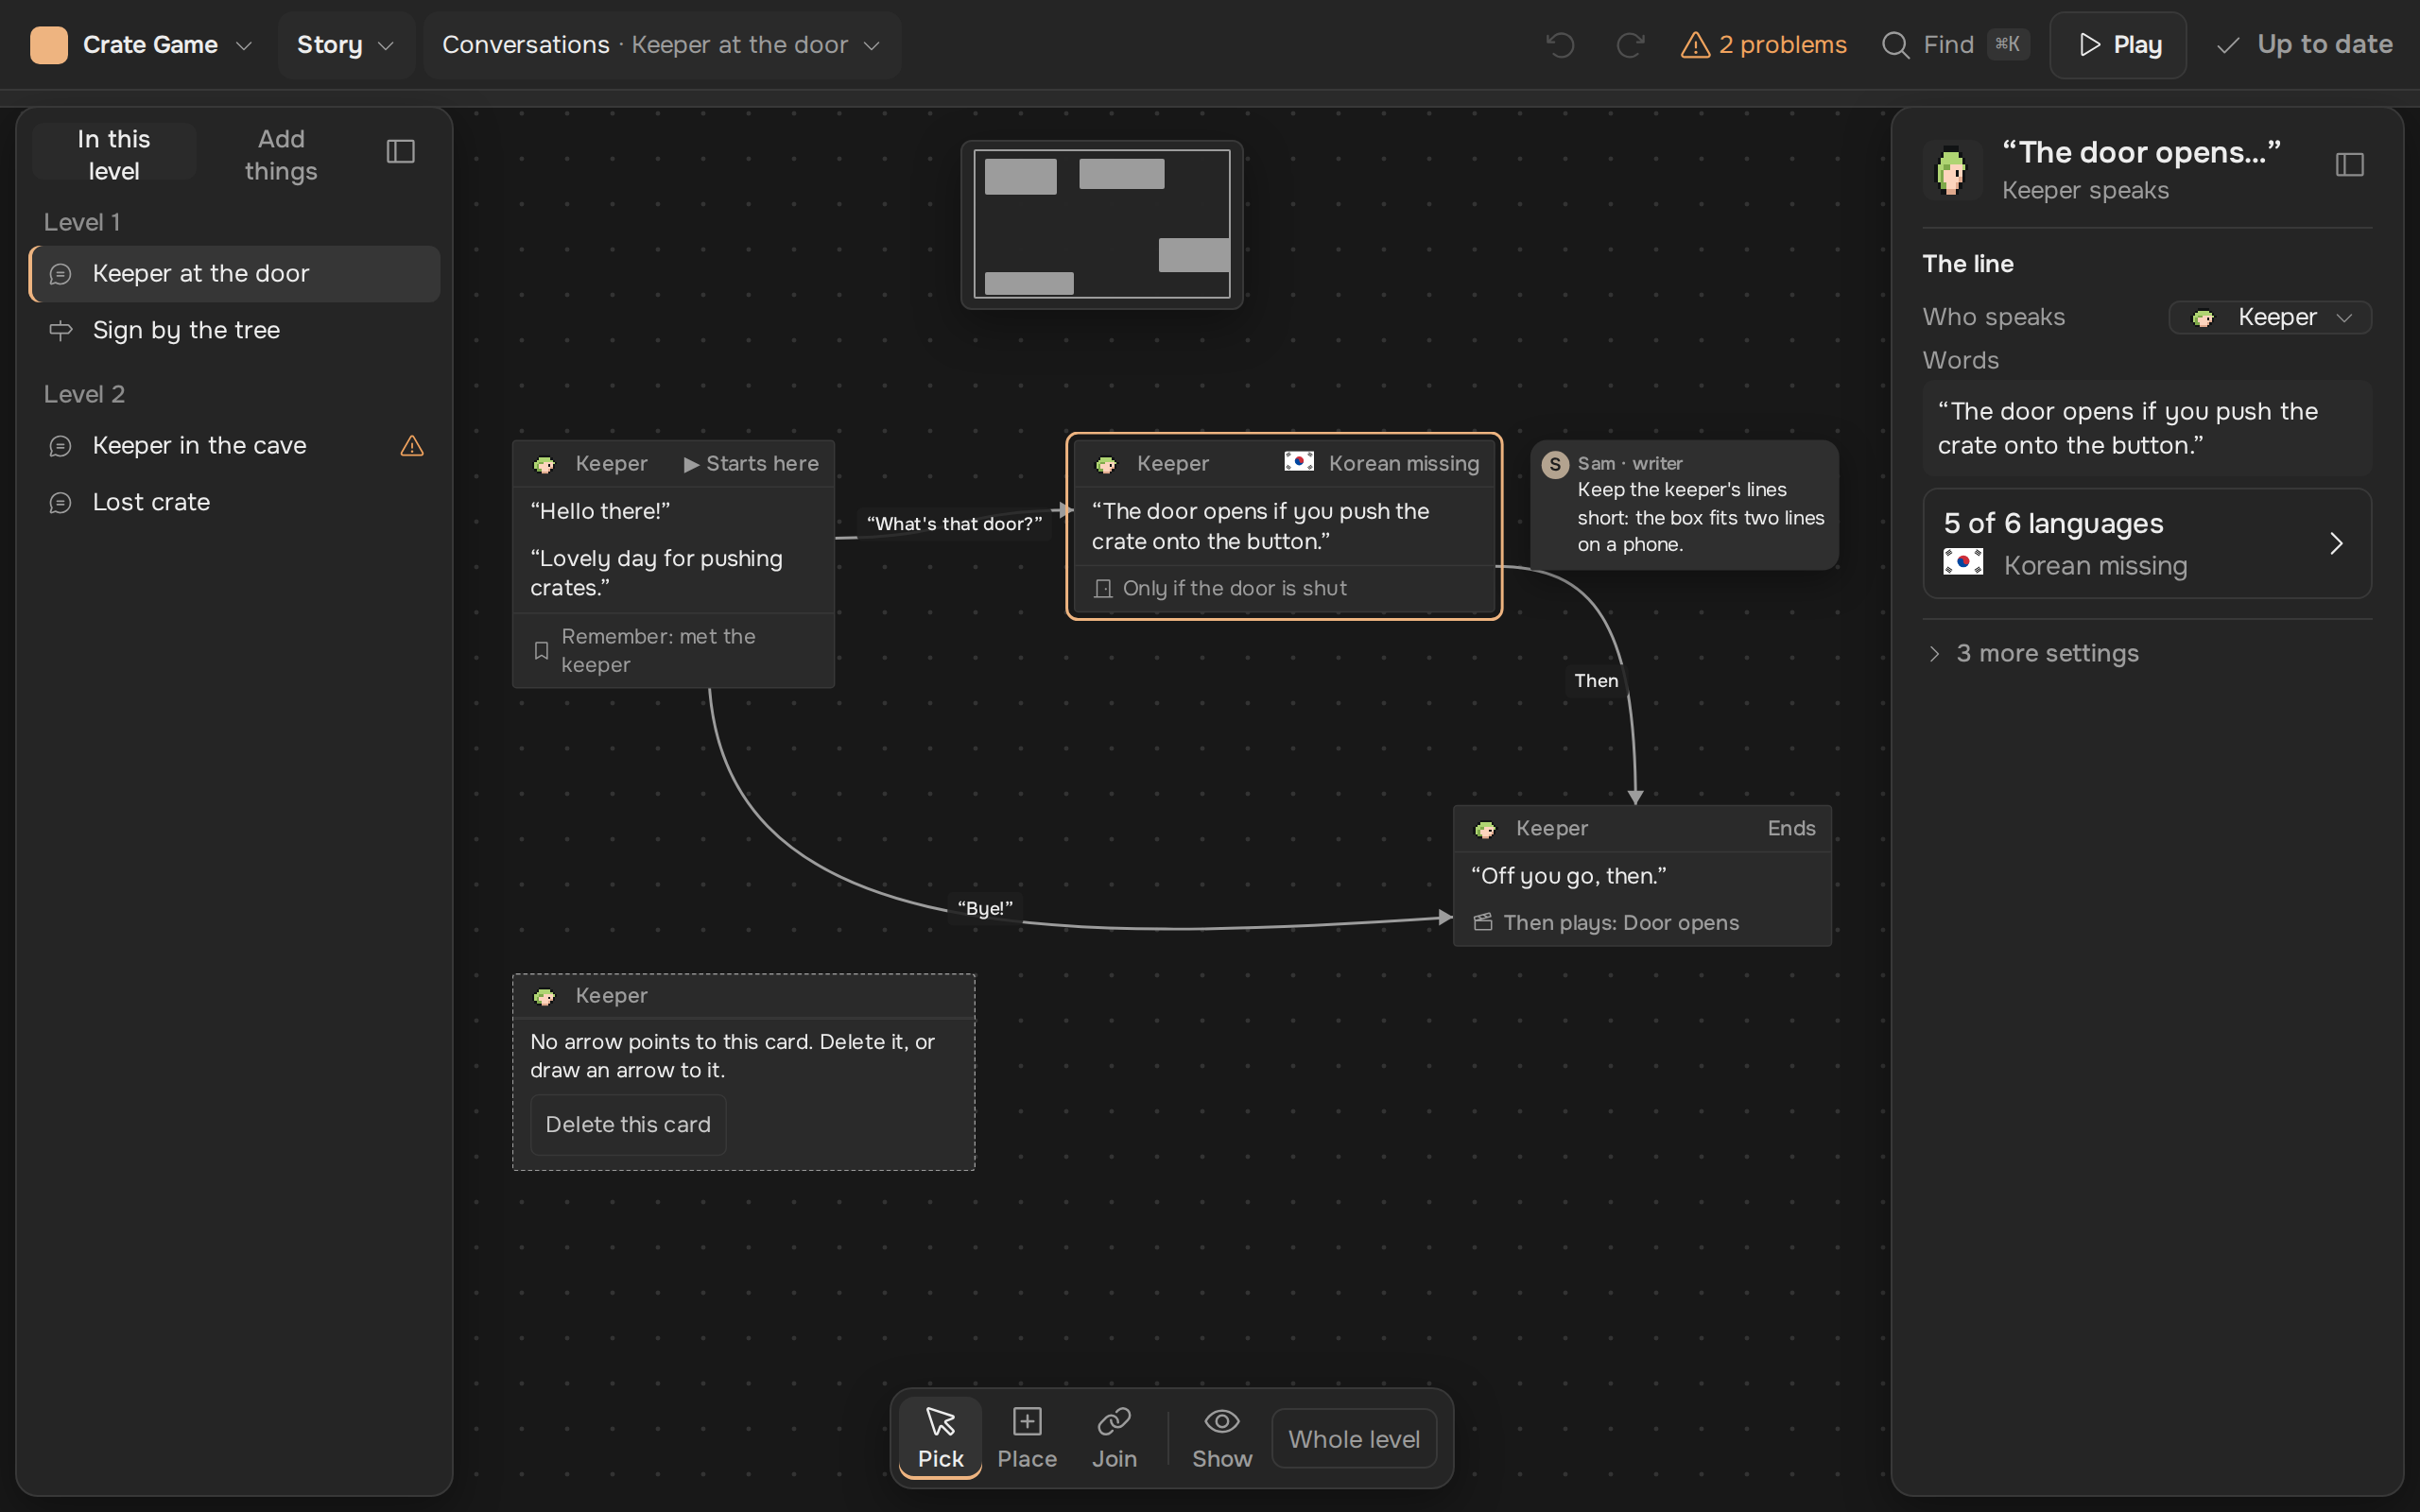 Crate Game
Story
Conversations · Keeper at the door
2 problems
Find ⌘K
Play
Up to date
In this
level
Add
things
Level 1
Keeper at the door
Sign by the tree
Level 2
Keeper in the cave
Lost crate
Keeper
▶ Starts here
“Hello there!”
“Lovely day for pushing
crates.”
Remember: met the
keeper
“What's that door?”
Keeper
Korean missing
“The door opens if you push the
crate onto the button.”
Only if the door is shut
S
Sam · writer
Keep the keeper's lines
short: the box fits two lines
on a phone.
Then
“Bye!”
Keeper
Ends
“Off you go, then.”
Then plays: Door opens
Keeper
No arrow points to this card. Delete it, or
draw an arrow to it.
Delete this card
Pick
Place
Join
Show
Whole level
“The door opens...”
Keeper speaks
The line
Who speaks
Keeper
Words
“The door opens if you push the
crate onto the button.”
5 of 6 languages
Korean missing
3 more settings